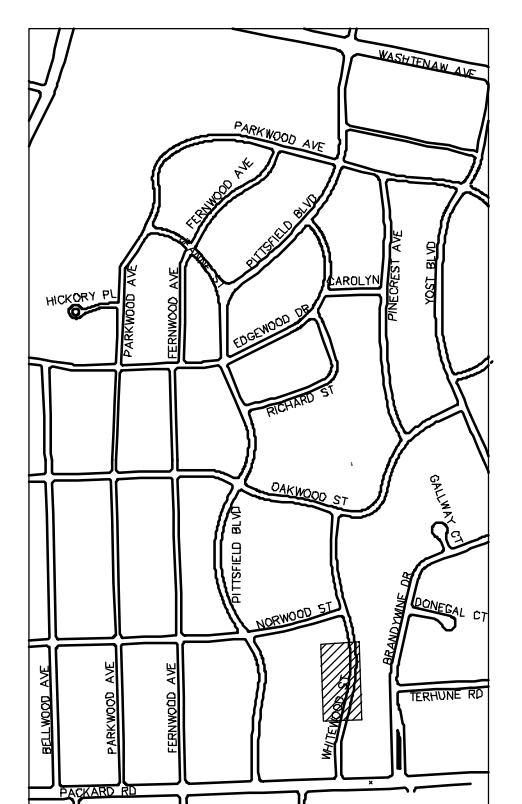 WASHTENAW AVE
PARKWOOD AVE
FERNWOOD AVE
PITTSFIELD BLVD
CAROLYN
PINECREST AVE
YOST BLVD
HICKORY PL
PARKWOOD AVE
FERNWOOD AVE
EDGEWOOD DR
RICHARD ST
OAKWOOD ST
GALLWAY CT
PITTSFIELD BLVD
BRANDYWINE DR
DONEGAL CT
NORWOOD ST
BELLWOOD AVE
PARKWOOD AVE
FERNWOOD AVE
WHITEWOOD ST
TERHUNE RD
PACKARD RD